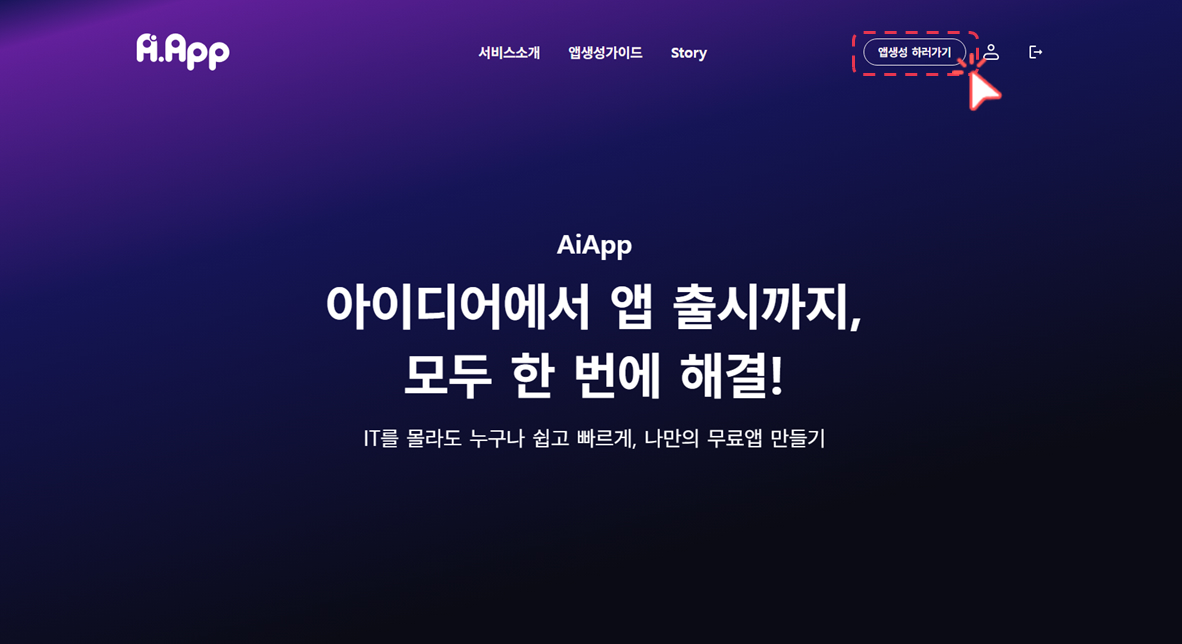 Ai.App
서비스소개
앱생성가이드
Story
앱생성 하러가기
AiApp
아이디어에서 앱 출시까지,
모두 한 번에 해결!
IT를 몰라도 누구나 쉽고 빠르게, 나만의 무료앱 만들기